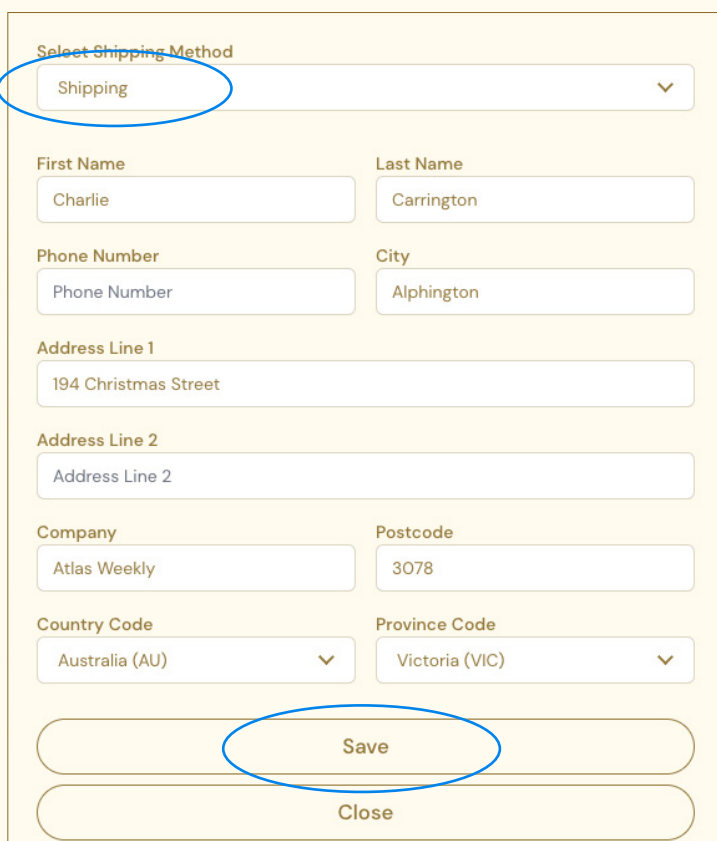 Select Shipping Method
Shipping
First Name Last Name
Charlie Carrington
Phone Number City
Phone Number Alphington
Address Line 1
194 Christmas Street
Address Line 2
Address Line 2
Company Postcode
Atlas Weekly 3078
Country Code Province Code
Australia (AU) Victoria (VIC)
Save
Close